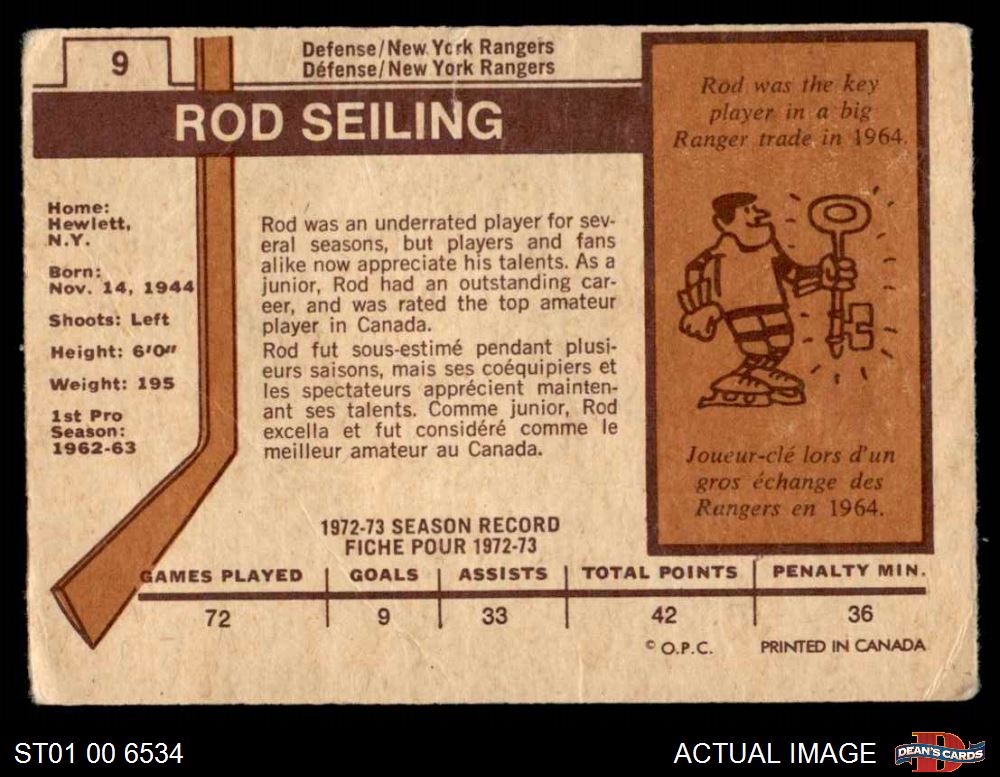 9
Defense/New York Rangers
Défense/New York Rangers
ROD SEILING
Home:
Hewlett,
N.Y.
Born:
Nov. 14, 1944
Shoots: Left
Height: 6'0"
Weight: 195
1st Pro
Season:
1962-63
Rod was an underrated player for sev-
eral seasons, but players and fans
alike now appreciate his talents. As a
junior, Rod had an outstanding car-
eer, and was rated the top amateur
player in Canada.
Rod fut sous-estimé pendant plusi-
eurs saisons, mais ses coéquipiers et
les spectateurs apprécient mainten-
ant ses talents. Comme junior, Rod
excella et fut considéré comme le
meilleur amateur au Canada.
Rod was the key
player in a big
Ranger trade in 1964.
Joueur-clé lors d'un
gros échange des
Rangers en 1964.
1972-73 SEASON RECORD
FICHE POUR 1972-73
GAMES PLAYED GOALS ASSISTS TOTAL POINTS PENALTY MIN.
72 9 33 42 36
© O.P.C. PRINTED IN CANADA
ST01 00 6534 ACTUAL IMAGE DEAN'S CARDS